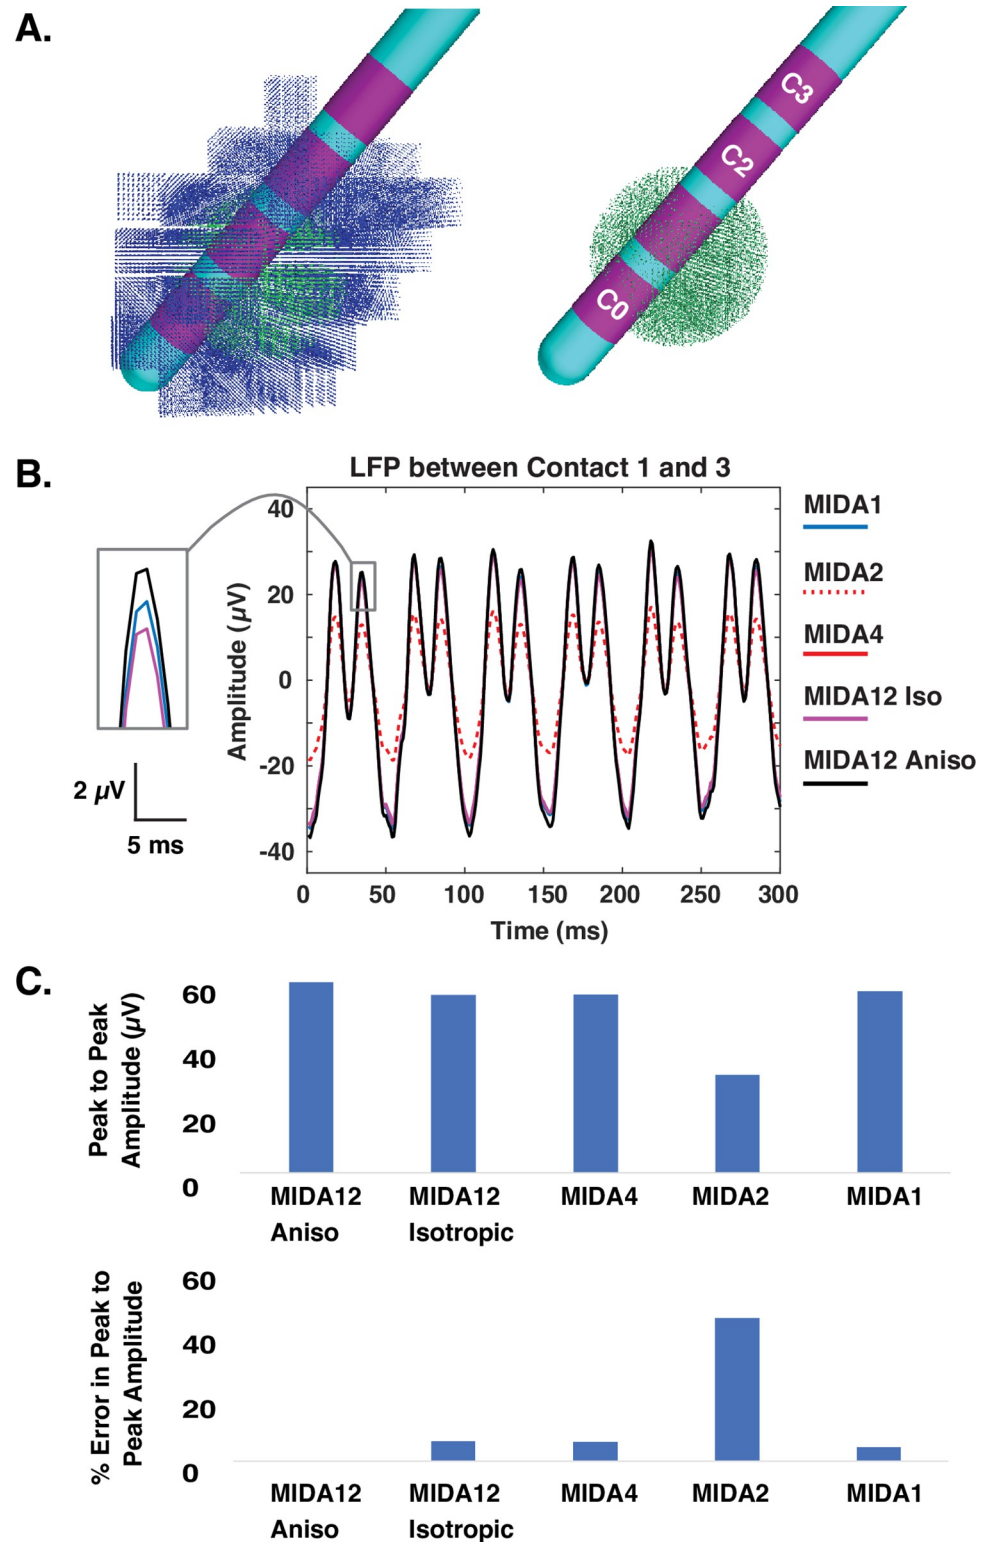 A.
C3
C2
C0
B.
LFP between Contact 1 and 3
40
20
0
-20
-40
Amplitude (µV)
0 50 100 150 200 250 300
Time (ms)
2 µV
5 ms
MIDA1
MIDA2
MIDA4
MIDA12 Iso
MIDA12 Aniso
C.
Peak to Peak
Amplitude (µV)
60
40
20
0
MIDA12
Aniso
MIDA12
Isotropic
MIDA4
MIDA2
MIDA1
% Error in Peak to
Peak Amplitude
60
40
20
0
MIDA12
Aniso
MIDA12
Isotropic
MIDA4
MIDA2
MIDA1